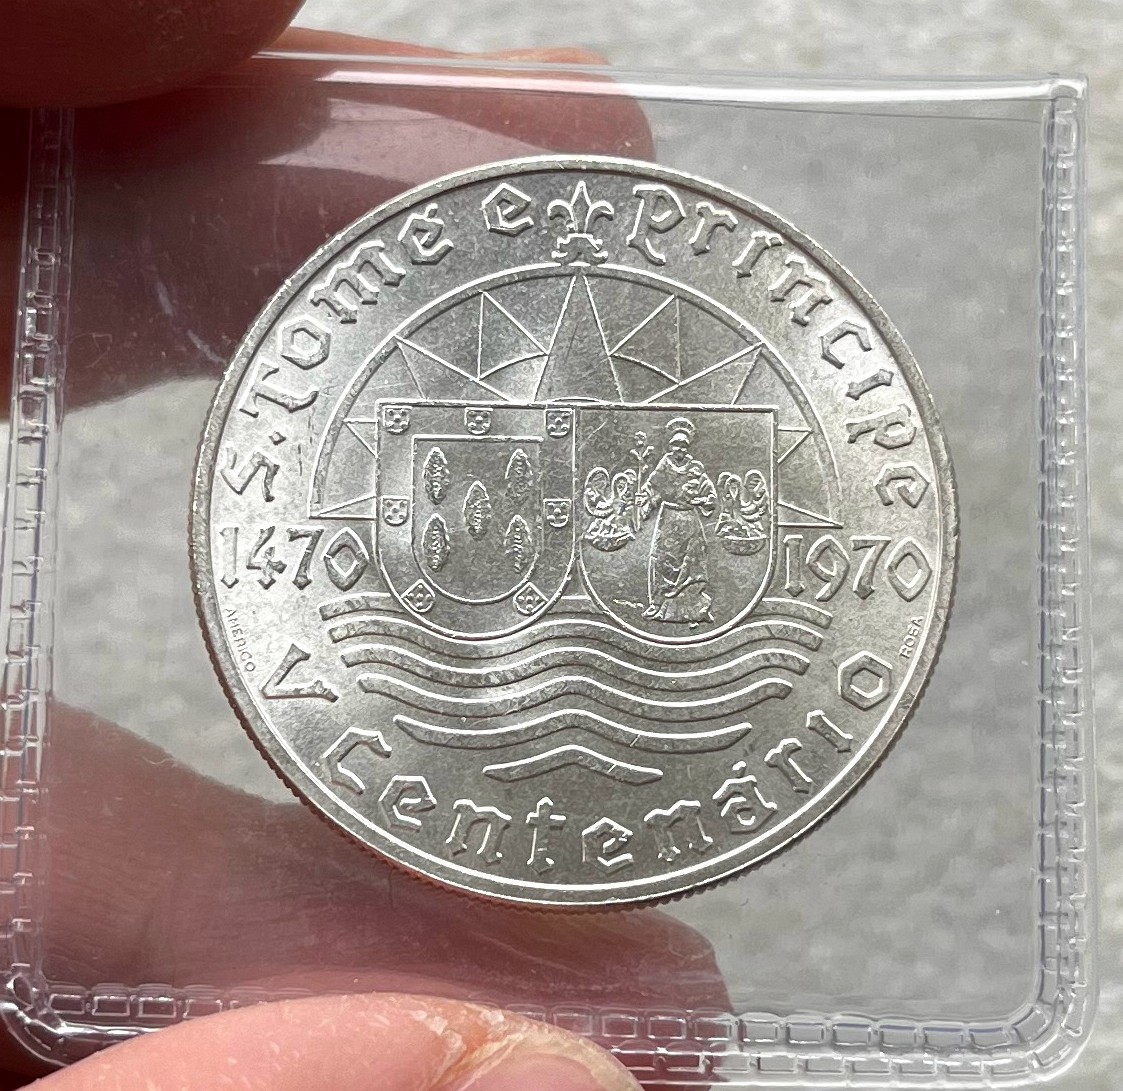 S. Tomé e Príncipe
1470 1970
AMÉRICO ROSA
V Centenário